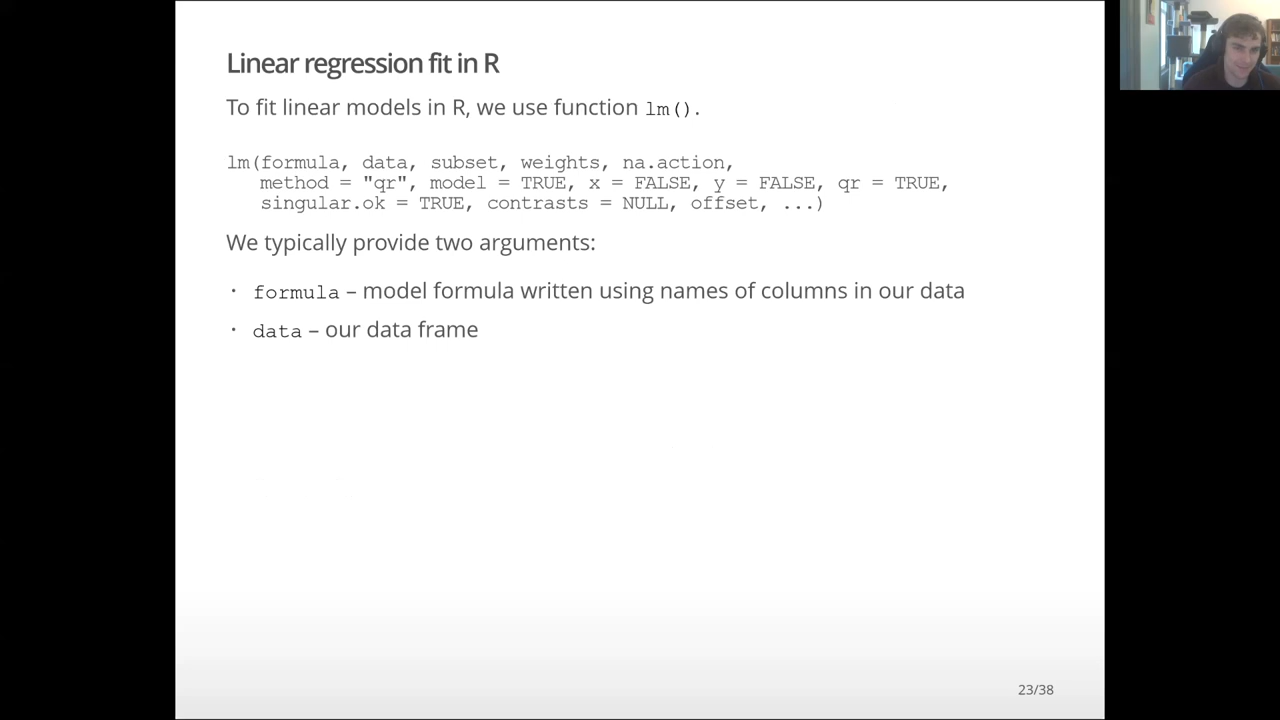 Linear regression fit in R
To fit linear models in R, we use function lm().
lm(formula, data, subset, weights, na.action,
method = "qr", model = TRUE, x = FALSE, y = FALSE, qr = TRUE,
singular.ok = TRUE, contrasts = NULL, offset, ...)
We typically provide two arguments:
· formula – model formula written using names of columns in our data
· data – our data frame
23/38